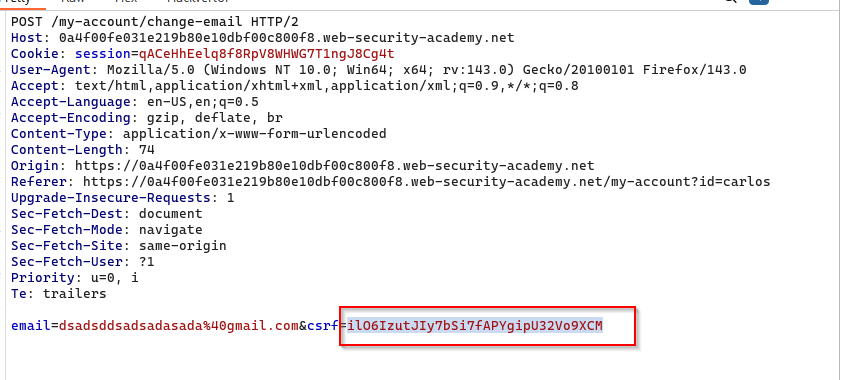 POST /my-account/change-email HTTP/2
Host: 0a4f00fe031e219b80e10dbf00c800f8.web-security-academy.net
Cookie: session=qACeHhEelq8f8RpV8WHWG7T1ngJ8Cg4t
User-Agent: Mozilla/5.0 (Windows NT 10.0; Win64; x64; rv:143.0) Gecko/20100101 Firefox/143.0
Accept: text/html,application/xhtml+xml,application/xml;q=0.9,*/*;q=0.8
Accept-Language: en-US,en;q=0.5
Accept-Encoding: gzip, deflate, br
Content-Type: application/x-www-form-urlencoded
Content-Length: 74
Origin: https://0a4f00fe031e219b80e10dbf00c800f8.web-security-academy.net
Referer: https://0a4f00fe031e219b80e10dbf00c800f8.web-security-academy.net/my-account?id=carlos
Upgrade-Insecure-Requests: 1
Sec-Fetch-Dest: document
Sec-Fetch-Mode: navigate
Sec-Fetch-Site: same-origin
Sec-Fetch-User: ?1
Priority: u=0, i
Te: trailers
email=dsadsddsadsadasada%40gmail.com&csrf=ilO6IzutJIy7bSi7fAPYgipU32Vo9XCM